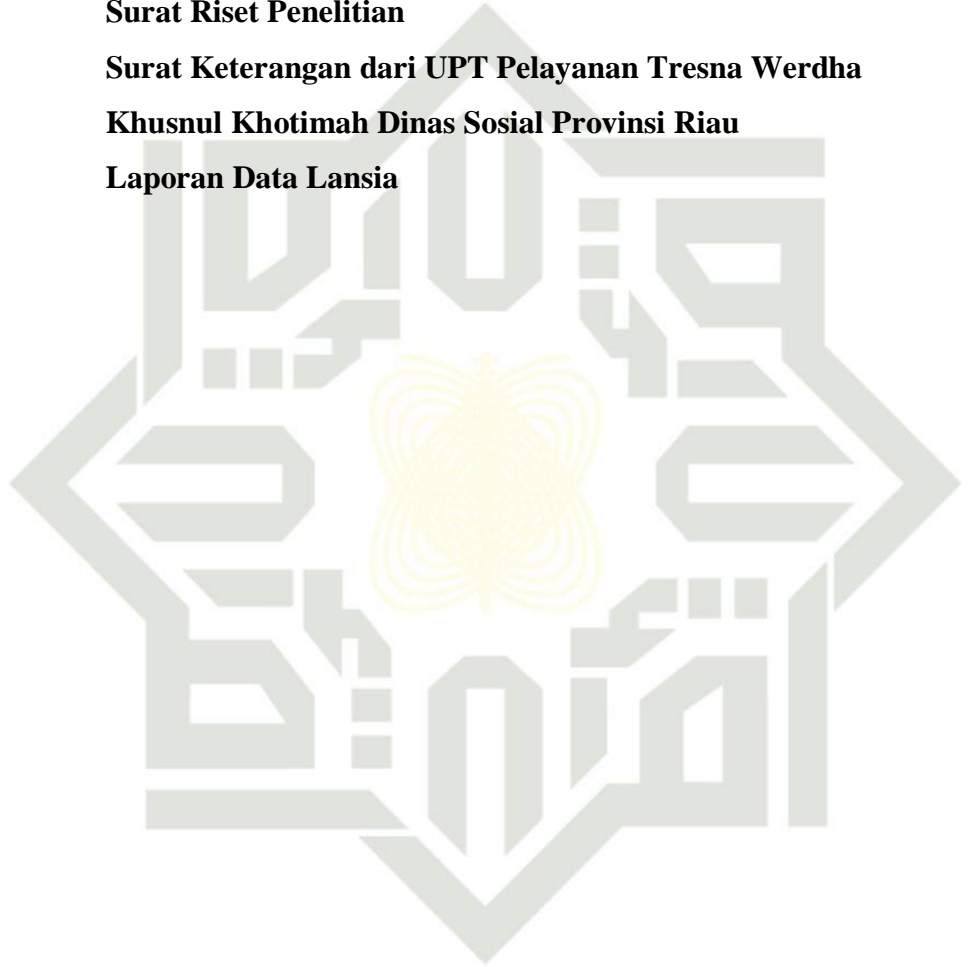 Surat Riset Penelitian
Surat Keterangan dari UPT Pelayanan Tresna Werdha
Khusnul Khotimah Dinas Sosial Provinsi Riau
Laporan Data Lansia